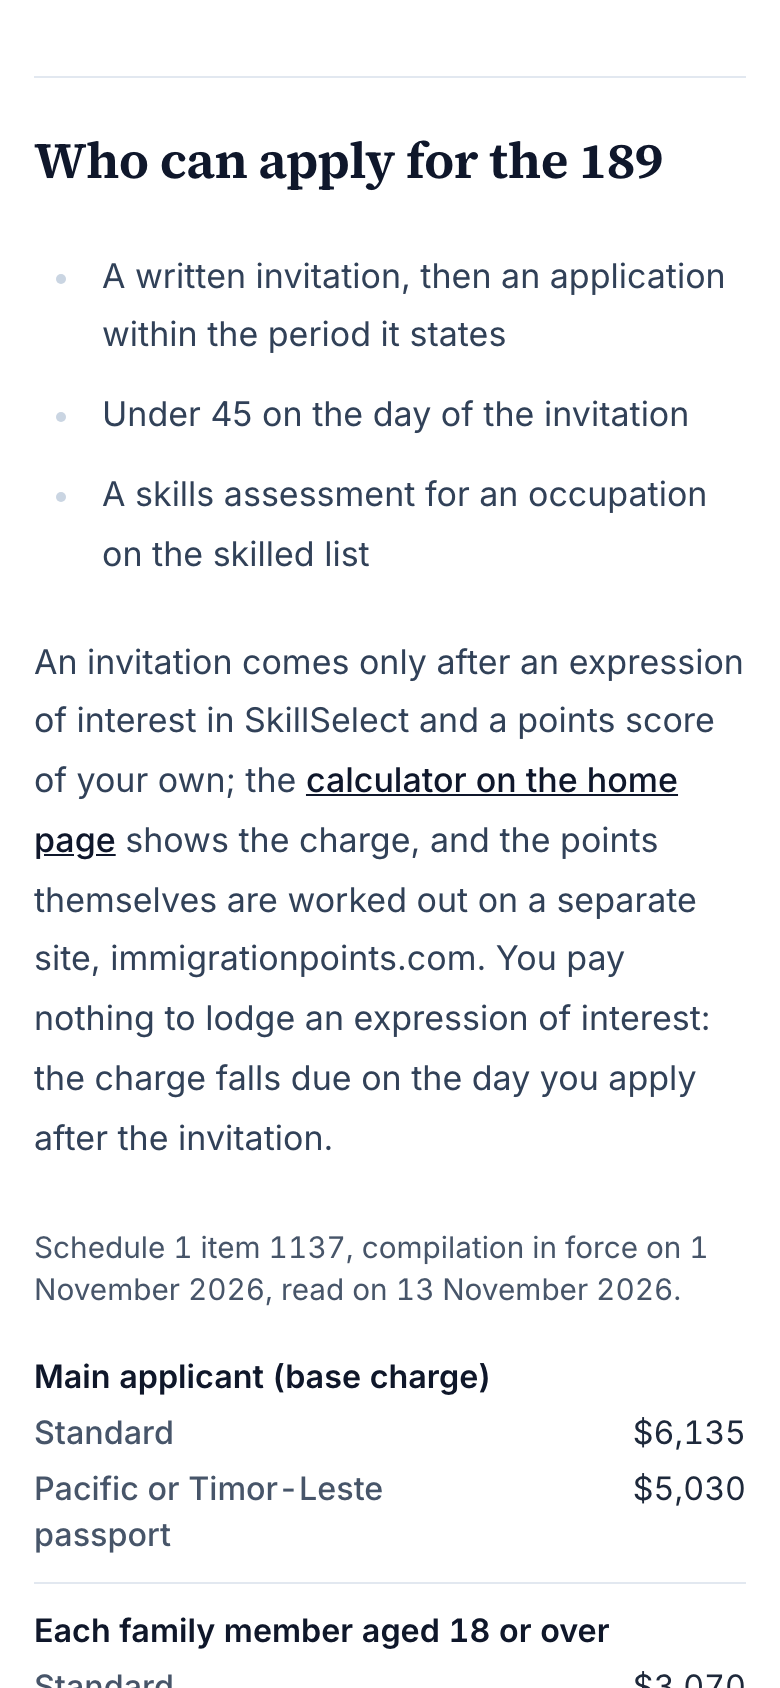 Who can apply for the 189
A written invitation, then an application
within the period it states
Under 45 on the day of the invitation
A skills assessment for an occupation
on the skilled list
An invitation comes only after an expression
of interest in SkillSelect and a points score
of your own; the calculator on the home
page shows the charge, and the points
themselves are worked out on a separate
site, immigrationpoints.com. You pay
nothing to lodge an expression of interest:
the charge falls due on the day you apply
after the invitation.
Schedule 1 item 1137, compilation in force on 1
November 2026, read on 13 November 2026.
Main applicant (base charge)
Standard $6,135
Pacific or Timor-Leste $5,030
passport
Each family member aged 18 or over
Standard $3,070